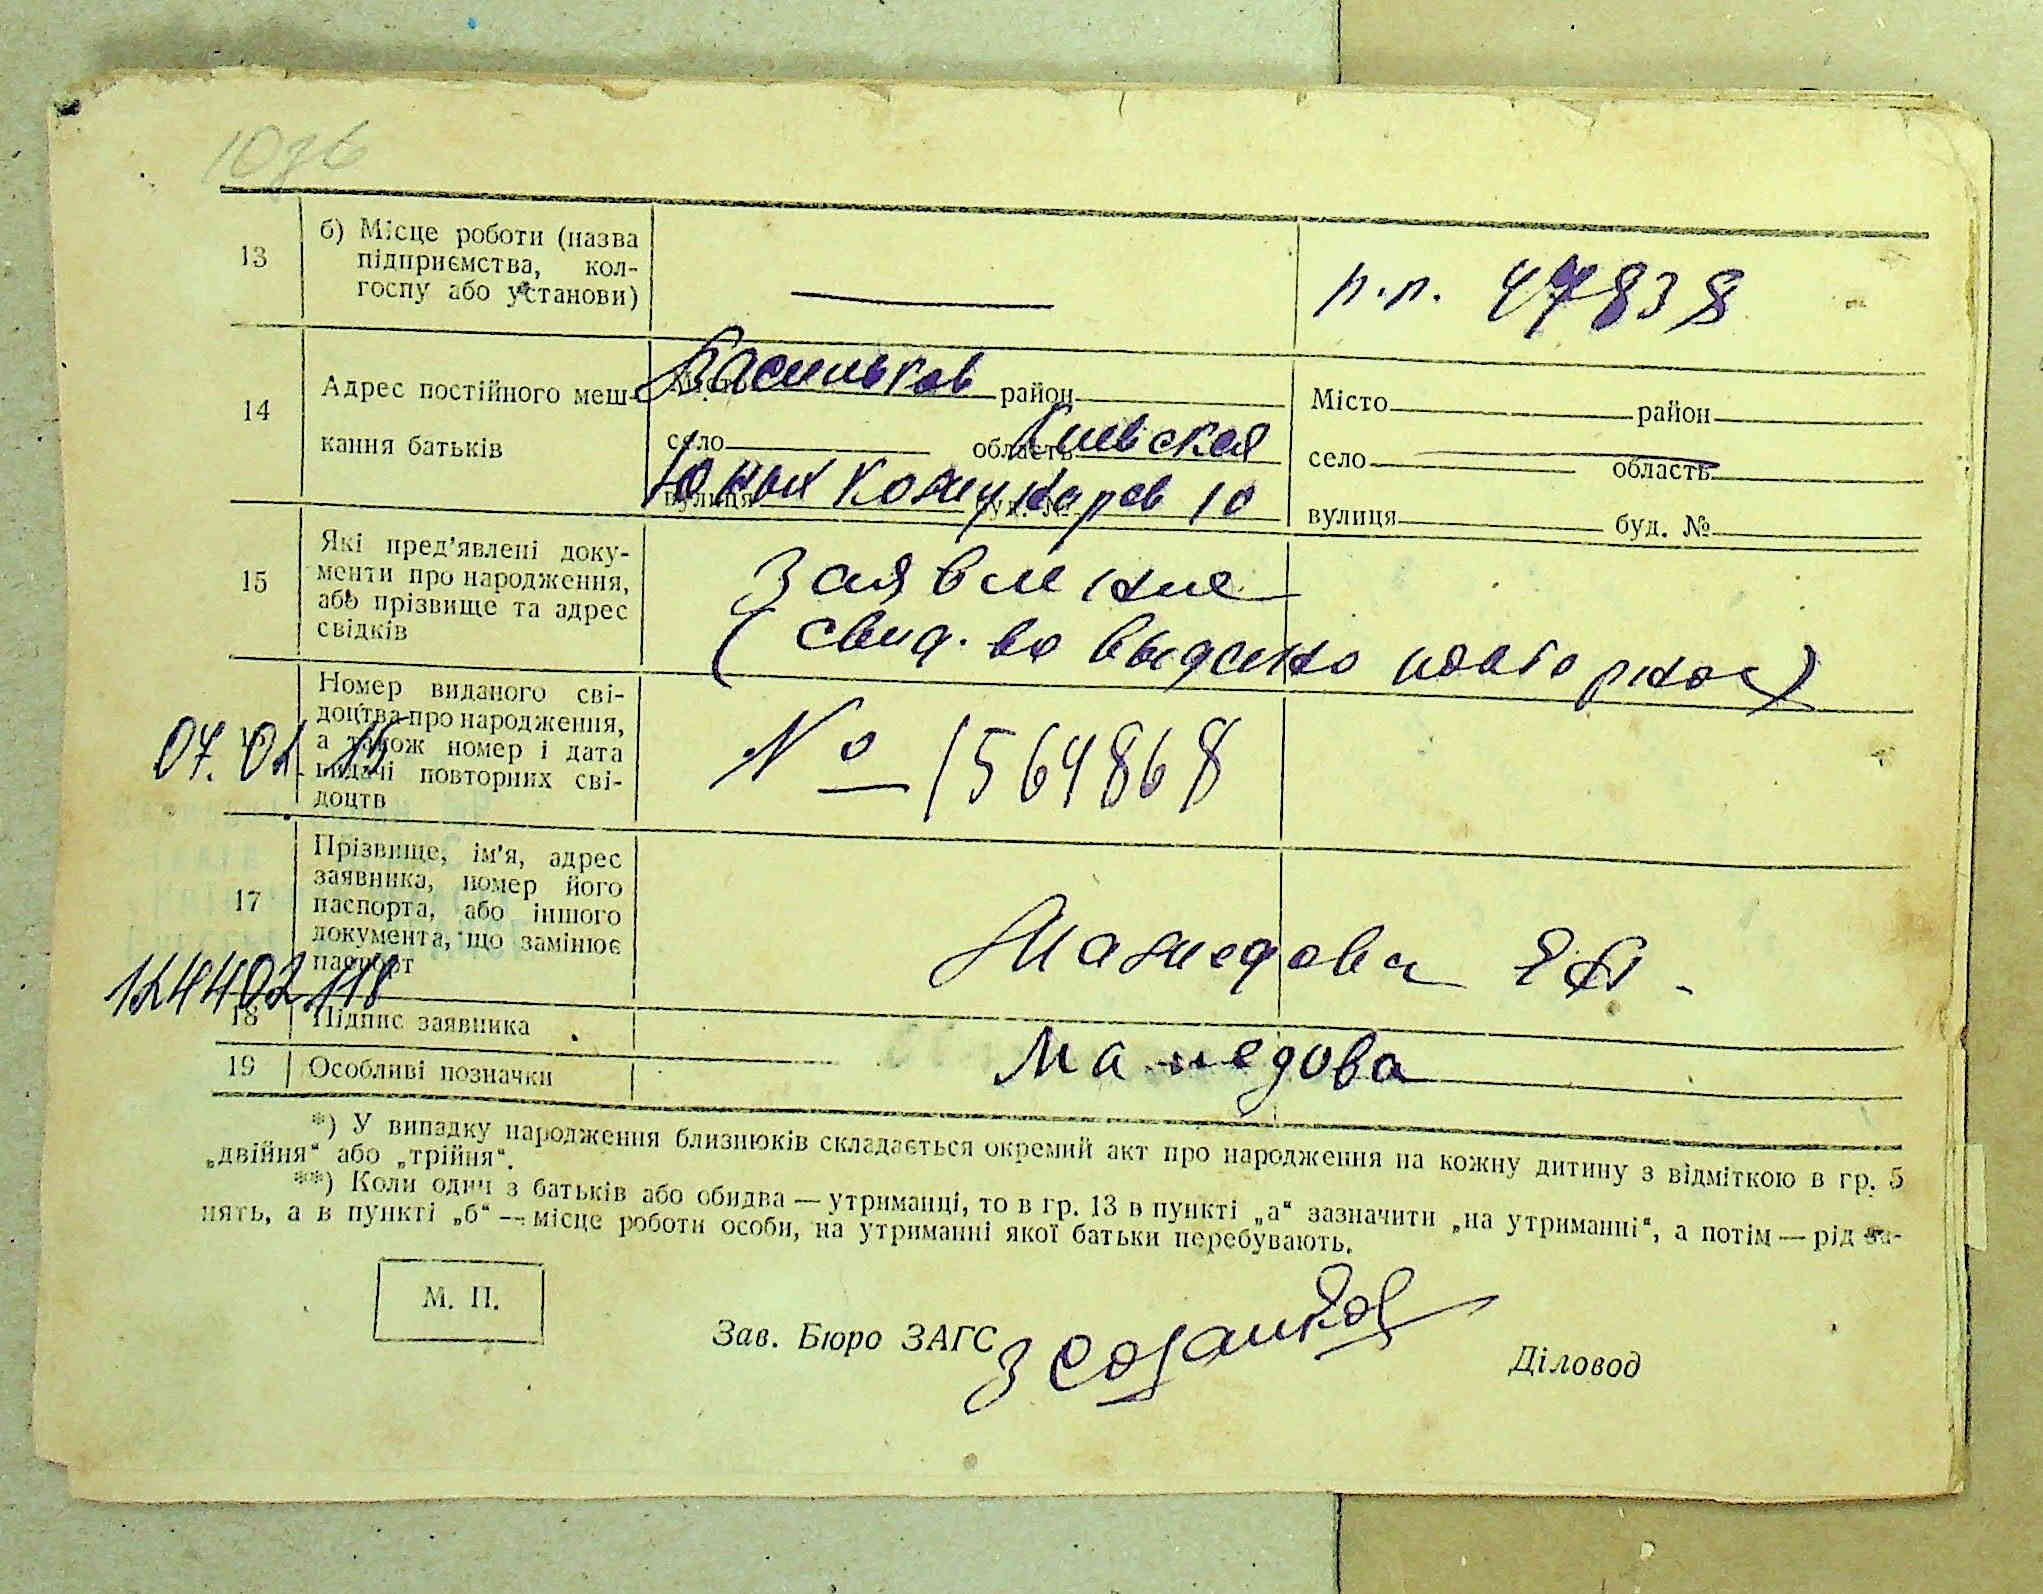 13 б) Місце роботи (назва
підприємства, кол-
госпу або установи)
п.п. 47838
14 Адрес постійного меш-
кання батьків
Місто Васильков район
село область Киевская
вулиця Юных Коммунаров буд. № 10
Місто район
село область
вулиця буд. №
15 Які пред'явлені доку-
менти про народження,
або прізвище та адрес
свідків
Заявление
(свид-во выдано повторное)
Номер виданого сві-
доцтва про народження,
а також номер і дата
видачі повторних сві-
доцтв
№ 1564868
17 Прізвище, ім'я, адрес
заявника, номер його
паспорта, або іншого
документа, що замінює
паспорт
Мамедова
18 Підпис заявника
Мамедова
19 Особливі позначки
*) У випадку народження близнюків складається окремий акт про народження на кожну дитину з відміткою в гр. 5
„двійня“ або „трійня“.
**) Коли один з батьків або обидва — утриманці, то в гр. 13 в пункті „а“ зазначити „на утриманні“, а потім — рід за-
нять, а в пункті „б“ — місце роботи особи, на утриманні якої батьки перебувають.
М. П.
Зав. Бюро ЗАГС
Діловод